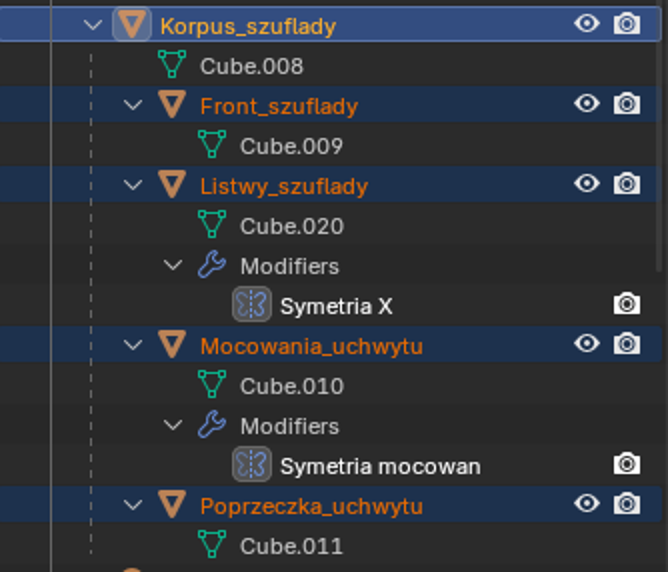 Korpus_szuflady
Cube.008
Front_szuflady
Cube.009
Listwy_szuflady
Cube.020
Modifiers
Symetria X
Mocowania_uchwytu
Cube.010
Modifiers
Symetria mocowan
Poprzeczka_uchwytu
Cube.011